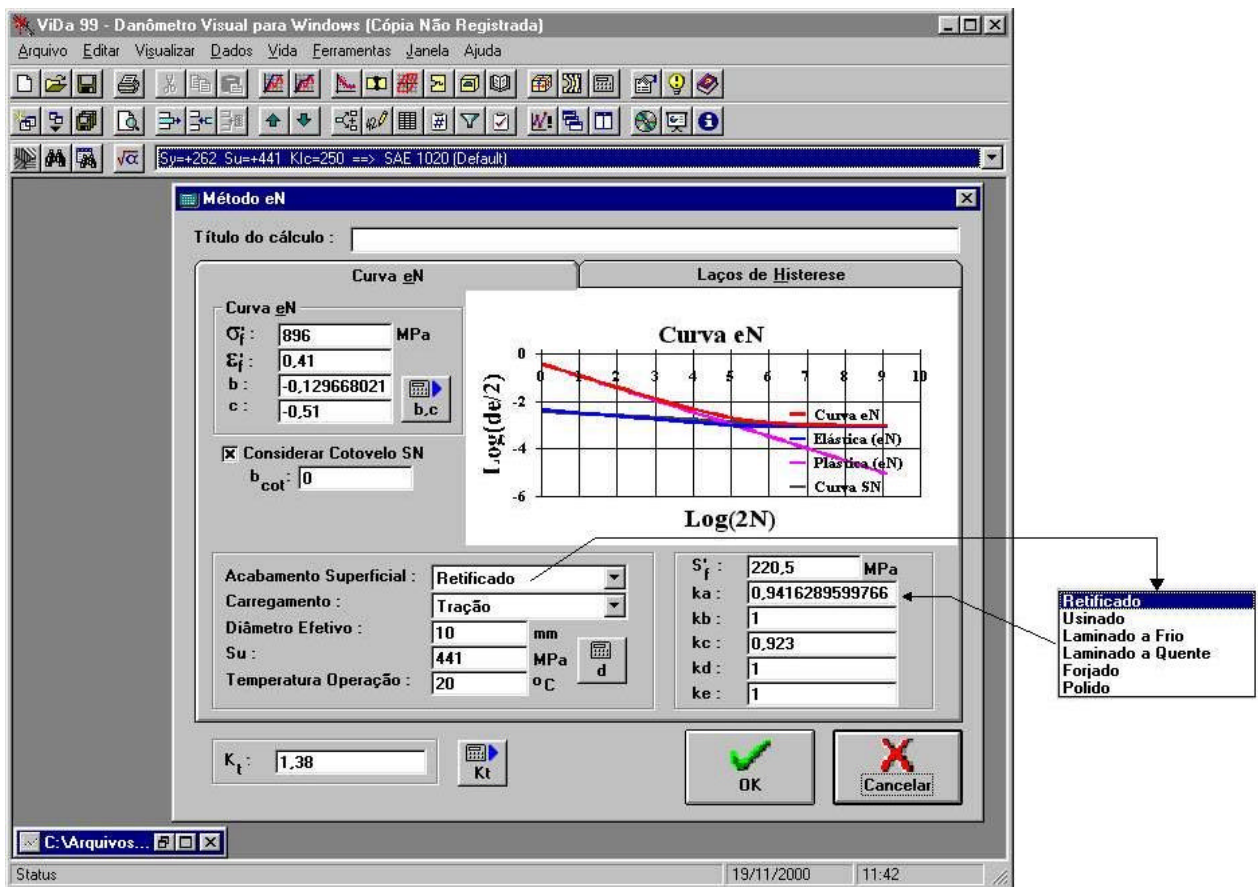 ViDa 99 - Danômetro Visual para Windows (Cópia Não Registrada)
Arquivo Editar Visualizar Dados Vida Ferramentas Janela Ajuda
Sy=+262 Su=+441 KIc=250 ==> SAE 1020 (Default)
Método eN
Título do cálculo :
Curva eN
Laços de Histerese
Curva eN
σ'f : 896 MPa
ε'f : 0,41
b : -0,129668021
c : -0,51
b,c
Considerar Cotovelo SN
bcot: 0
Curva eN
Log(de/2)
0
-2
-4
-6
0 1 2 3 4 5 6 7 8 9 10
Curva eN
Elástica (eN)
Plástica (eN)
Curva SN
Log(2N)
Acabamento Superficial : Retificado
Carregamento : Tração
Diâmetro Efetivo : 10 mm
Su : 441 MPa
Temperatura Operação : 20 ºC
d
S'f : 220,5 MPa
ka : 0,9416289599766
kb : 1
kc : 0,923
kd : 1
ke : 1
Retificado
Usinado
Laminado a Frio
Laminado a Quente
Forjado
Polido
Kt : 1,38
Kt
OK
Cancelar
C:\Arquivos...
Status
19/11/2000
11:42